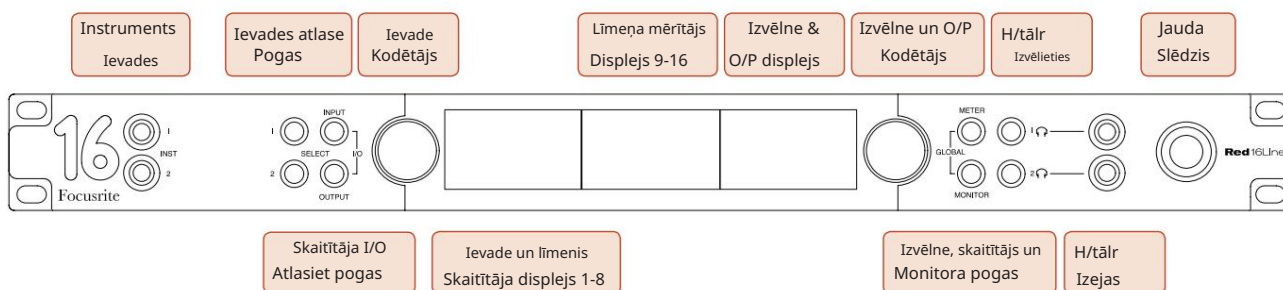 Instruments
Ievades
Ievades atlase
Pogas
Ievade
Kodētājs
Līmeņa mērītājs
Displejs 9-16
Izvēlne &
O/P displejs
Izvēlne un O/P
Kodētājs
H/tālr
Izvēlieties
Jauda
Slēdzis
16
Focusrite
1
INST
2
INPUT
1
SELECT
I/O
2
OUTPUT
METER
1
GLOBAL
2
MONITOR
Red16Line
Skaitītāja I/O
Atlasiet pogas
Ievade un līmenis
Skaitītāja displejs 1-8
Izvēlne, skaitītājs un
Monitora pogas
H/tālr
Izejas